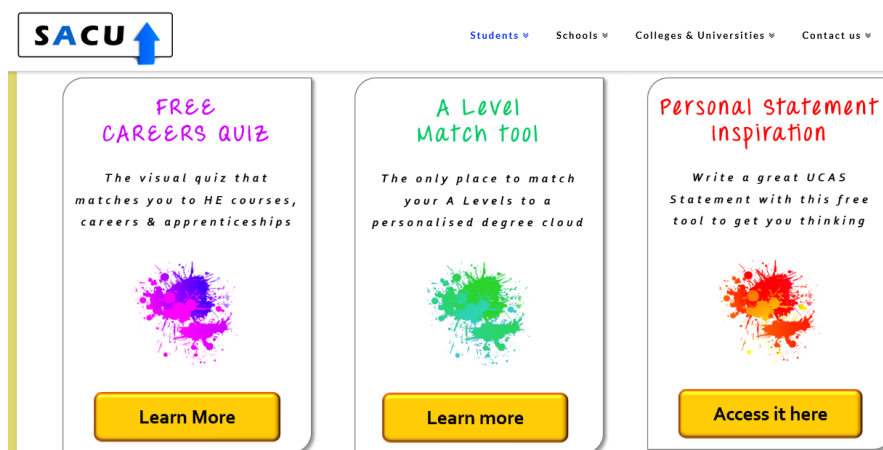 SACU
Students
Schools
Colleges & Universities
Contact us
FREE
CAREERS QUIZ
The visual quiz that
matches you to HE courses,
careers & apprenticeships
Learn More
A Level
Match tool
The only place to match
your A Levels to a
personalised degree cloud
Learn more
Personal Statement
Inspiration
Write a great UCAS
Statement with this free
tool to get you thinking
Access it here